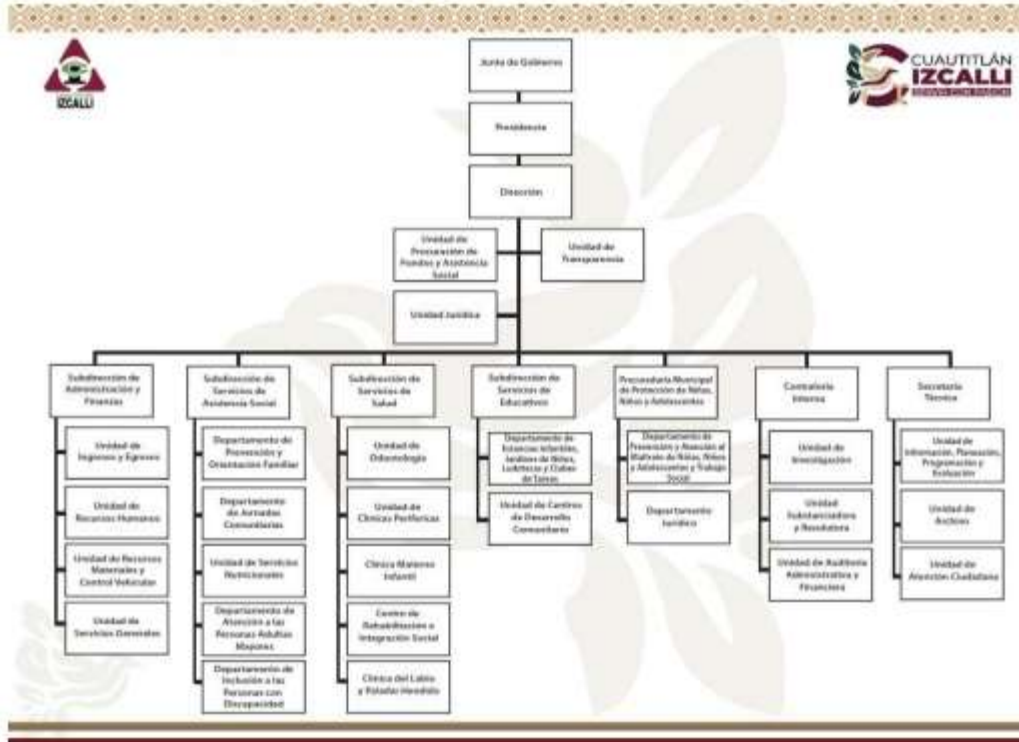 IZCALLI
CUAUTITLÁN
IZCALLI
Junta de Gobierno
Presidencia
Dirección
Unidad de
Procuración de
Fondos y Asistencia
Social
Unidad de
Transparencia
Unidad Jurídica
Subdirección de
Administración y
Finanzas
Unidad de
Ingresos y Egresos
Unidad de
Recursos Humanos
Unidad de Recursos
Materiales y
Control Vehicular
Unidad de
Servicios Generales
Subdirección de
Servicios de
Asistencia Social
Departamento de
Prevención y
Orientación Familiar
Departamento
de Jornadas
Comunitarias
Unidad de Servicios
Nutricionales
Departamento de
Atención a las
Personas Adultas
Mayores
Departamento de
Inclusión a las
Personas con
Discapacidad
Subdirección de
Servicios de
Salud
Unidad de
Odontología
Unidad de
Clínicas Periféricas
Clínica Materno
Infantil
Centro de
Rehabilitación e
Integración Social
Clínica del Labio
y Paladar Hendido
Subdirección de
Servicios de
Educativos
Departamento de
Estancias Infantiles,
Jardines de Niños,
Ludotecas y Clubes
de Tareas
Unidad de Centros
de Desarrollo
Comunitario
Procuraduría Municipal
de Protección de Niñas,
Niños y Adolescentes
Departamento de
Prevención y Atención al
Maltrato de Niñas, Niños
y Adolescentes y Trabajo
Social
Departamento
Jurídico
Contraloría
Interna
Unidad de
Investigación
Unidad
Substanciadora
y Resolutora
Unidad de Auditoría
Administrativa y
Financiera
Secretaría
Técnica
Unidad de
Información, Planeación,
Programación y
Evaluación
Unidad de
Archivo
Unidad de
Atención Ciudadana